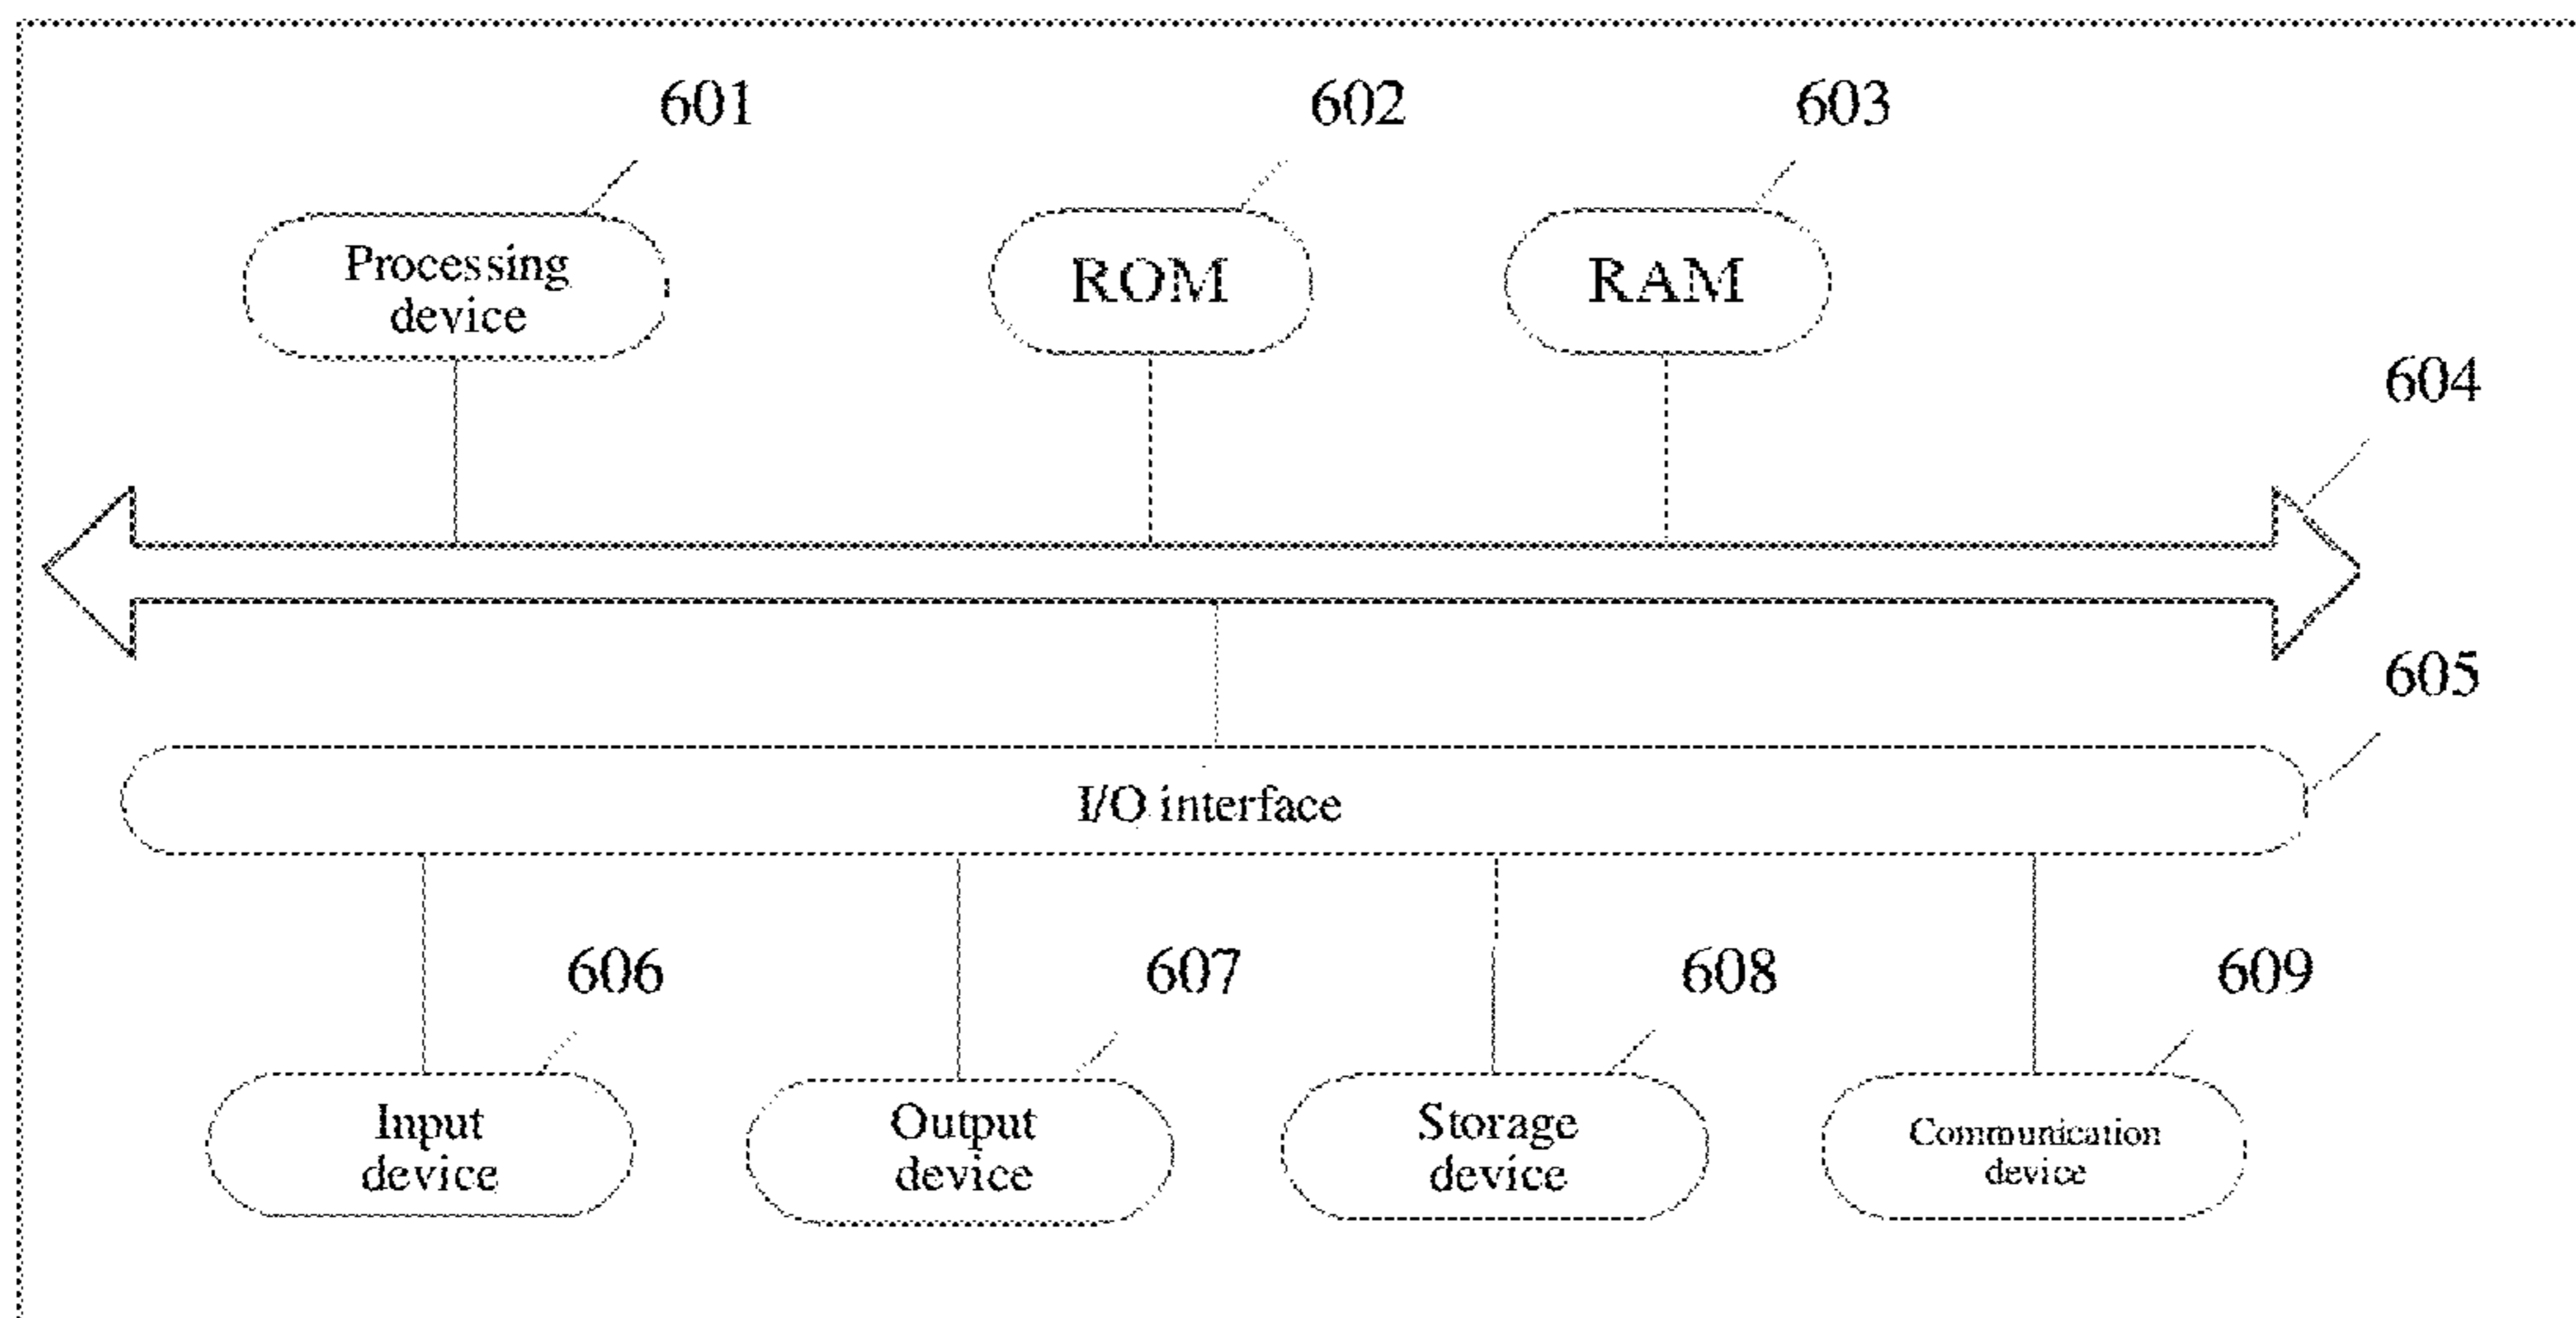 601
602
603
Processing
device
ROM
RAM
604
605
I/O interface
606
607
608
609
Input
device
Output
device
Storage
device
Communication
device